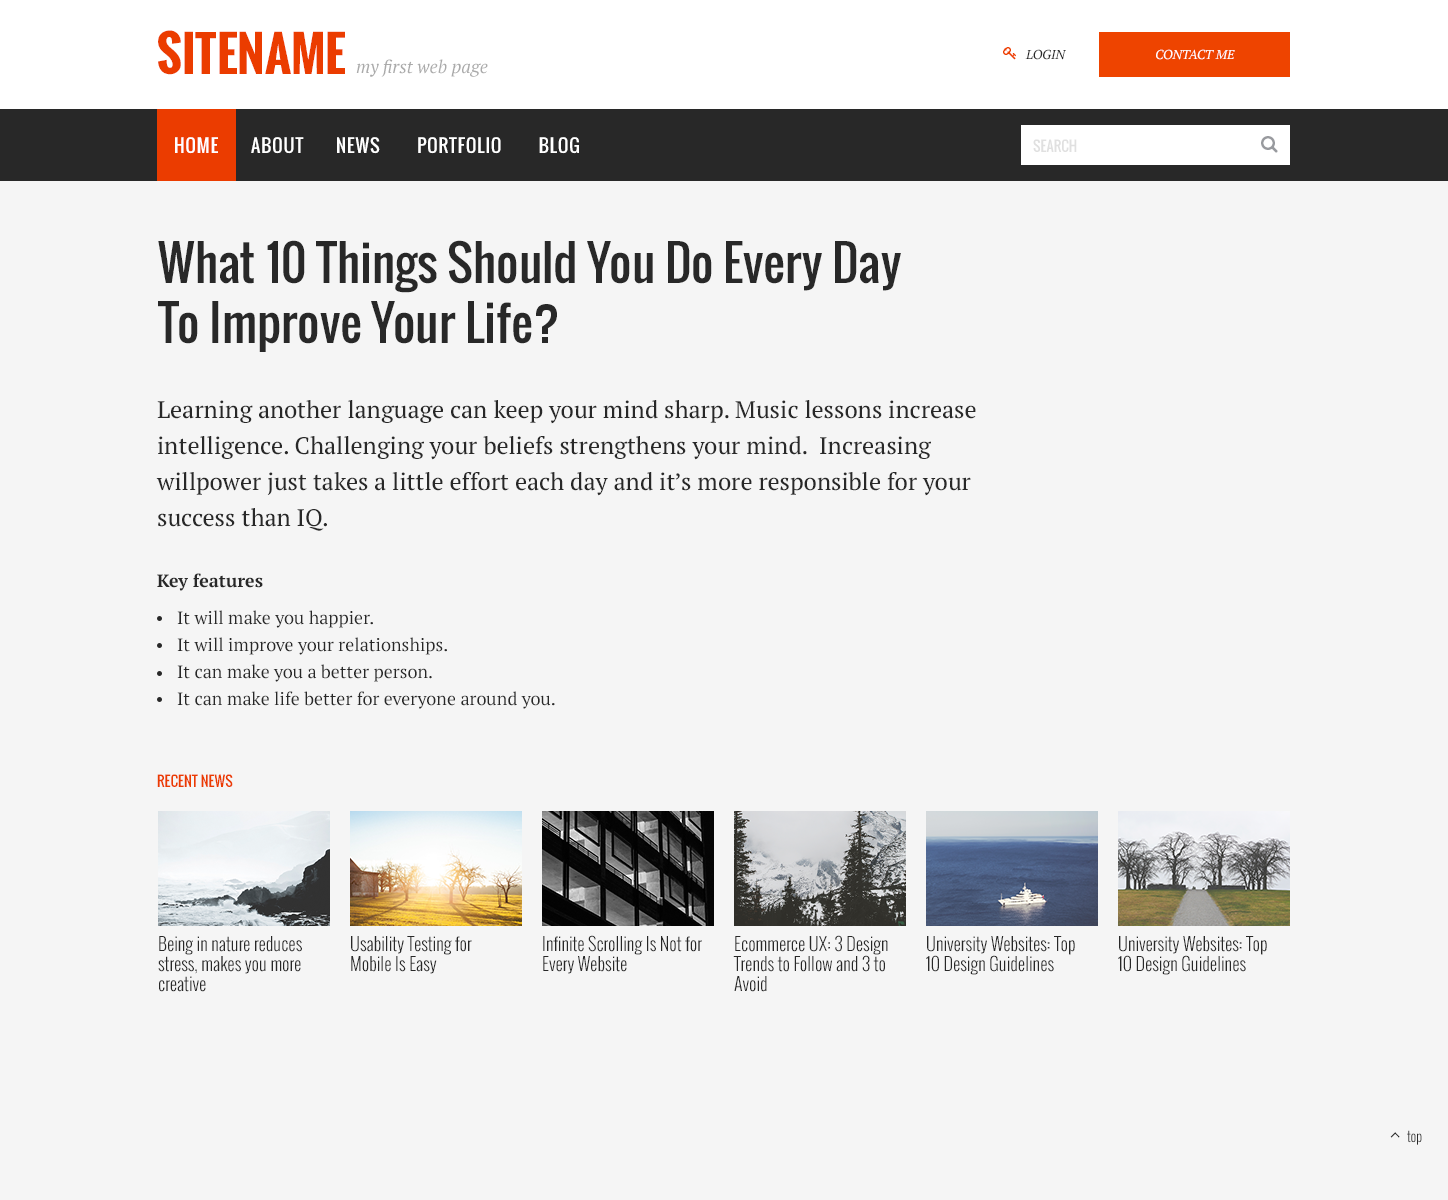 SITENAME my first web page
LOGIN
CONTACT ME
HOME ABOUT NEWS PORTFOLIO BLOG
SEARCH
What 10 Things Should You Do Every Day
To Improve Your Life?
Learning another language can keep your mind sharp. Music lessons increase
intelligence. Challenging your beliefs strengthens your mind.  Increasing
willpower just takes a little effort each day and it’s more responsible for your
success than IQ.
Key features
• It will make you happier.
• It will improve your relationships.
• It can make you a better person.
• It can make life better for everyone around you.
RECENT NEWS
Being in nature reduces
stress, makes you more
creative
Usability Testing for
Mobile Is Easy
Infinite Scrolling Is Not for
Every Website
Ecommerce UX: 3 Design
Trends to Follow and 3 to
Avoid
University Websites: Top
10 Design Guidelines
University Websites: Top
10 Design Guidelines
top